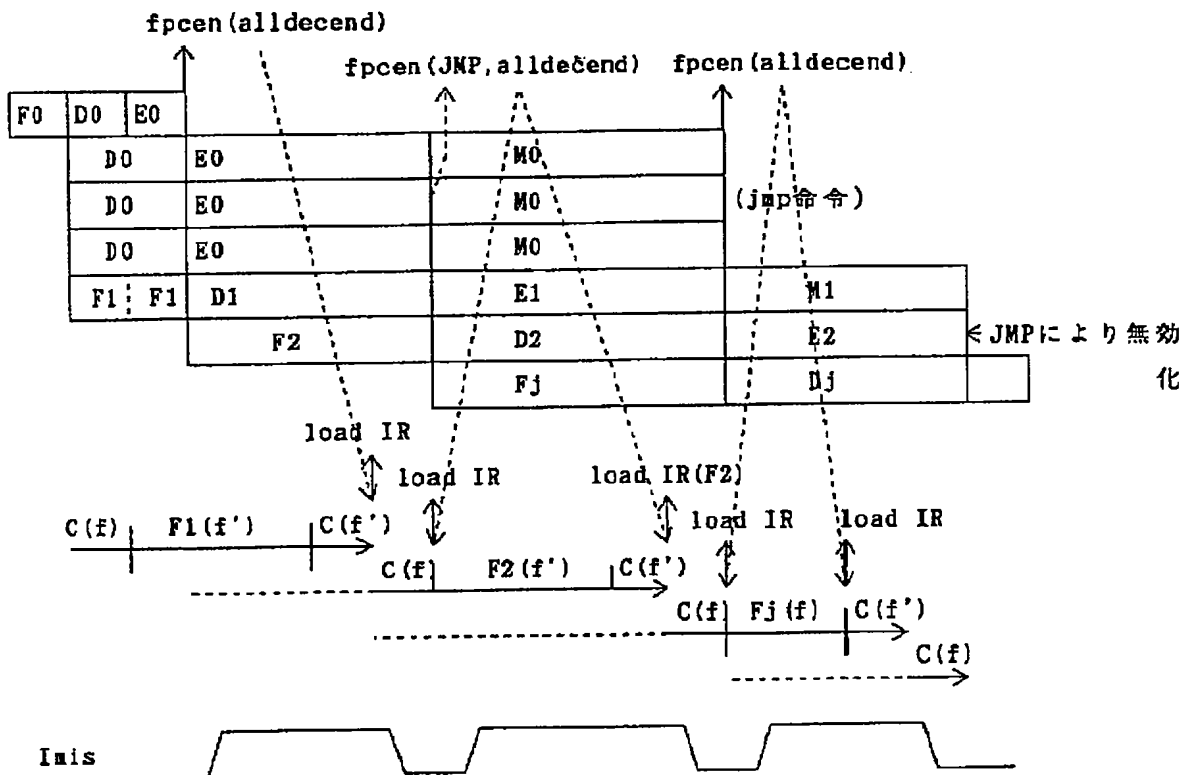 fpcen(alldecend)
fpcen(JMP,alldecend) fpcen(alldecend)
F0 D0 E0
D0 E0 M0
D0 E0 M0 (jmp命令)
D0 E0 M0
F1 F1 D1 E1 M1
F2 D2 E2 JMPにより無効
化
Fj Dj
load IR
load IR load IR(F2)
load IR load IR
C(f) F1(f') C(f')
C(f) F2(f') C(f')
C(f) Fj(f) C(f')
C(f)
Imis